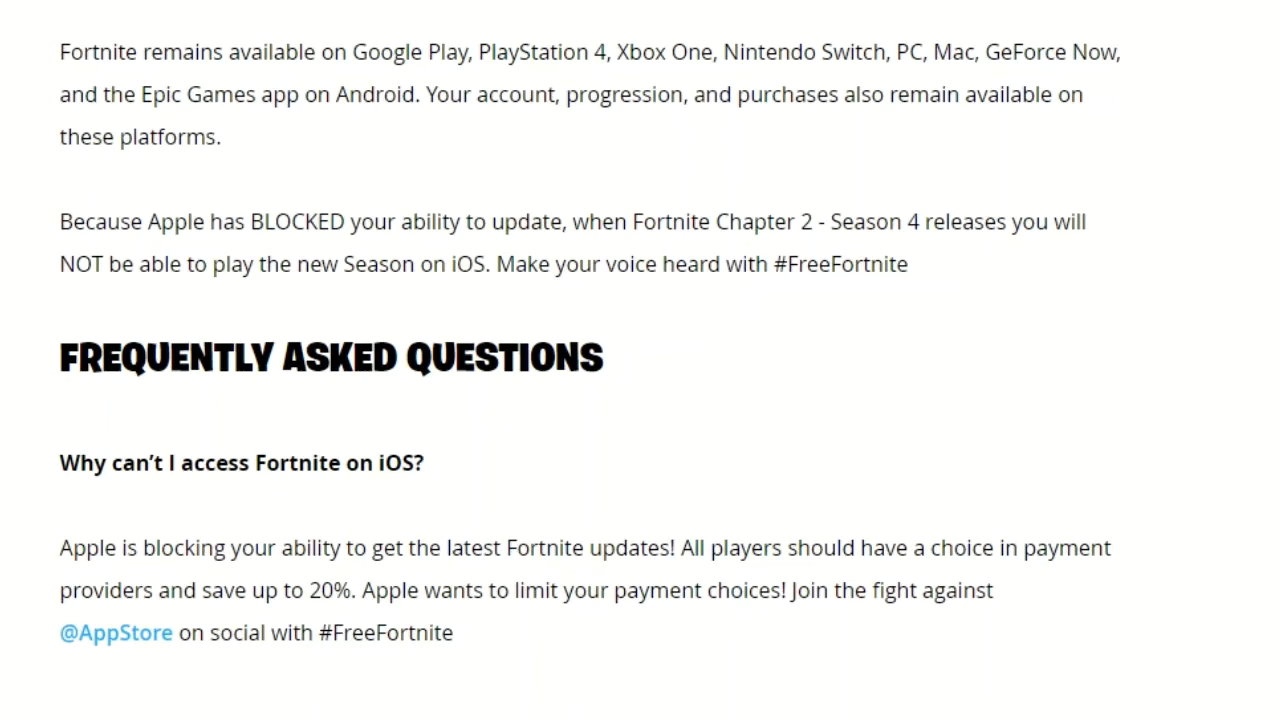 Fortnite remains available on Google Play, PlayStation 4, Xbox One, Nintendo Switch, PC, Mac, GeForce Now,
and the Epic Games app on Android. Your account, progression, and purchases also remain available on
these platforms.
Because Apple has BLOCKED your ability to update, when Fortnite Chapter 2 - Season 4 releases you will
NOT be able to play the new Season on iOS. Make your voice heard with #FreeFortnite
FREQUENTLY ASKED QUESTIONS
Why can’t I access Fortnite on iOS?
Apple is blocking your ability to get the latest Fortnite updates! All players should have a choice in payment
providers and save up to 20%. Apple wants to limit your payment choices! Join the fight against
@AppStore on social with #FreeFortnite